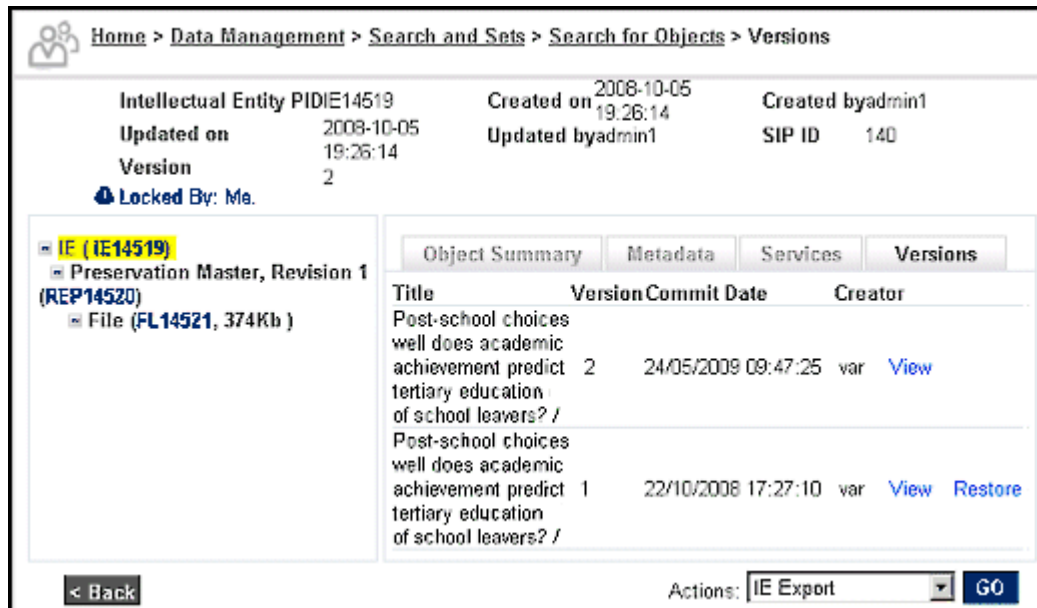 Home > Data Management > Search and Sets > Search for Objects > Versions
Intellectual Entity PIDIE14519
Created on 2008-10-05 19:26:14
Created byadmin1
Updated on 2008-10-05 19:26:14
Updated byadmin1
SIP ID 140
Version 2
Locked By: Me.
IE (IE14519)
Preservation Master, Revision 1
(REP14520)
File (FL14521, 374Kb )
Object Summary Metadata Services Versions
Title Version Commit Date Creator
Post-school choices
well does academic
achievement predict 2 24/05/2009 09:47:25 var View
tertiary education
of school leavers? /
Post-school choices
well does academic
achievement predict 1 22/10/2008 17:27:10 var View Restore
tertiary education
of school leavers? /
< Back
Actions: IE Export GO